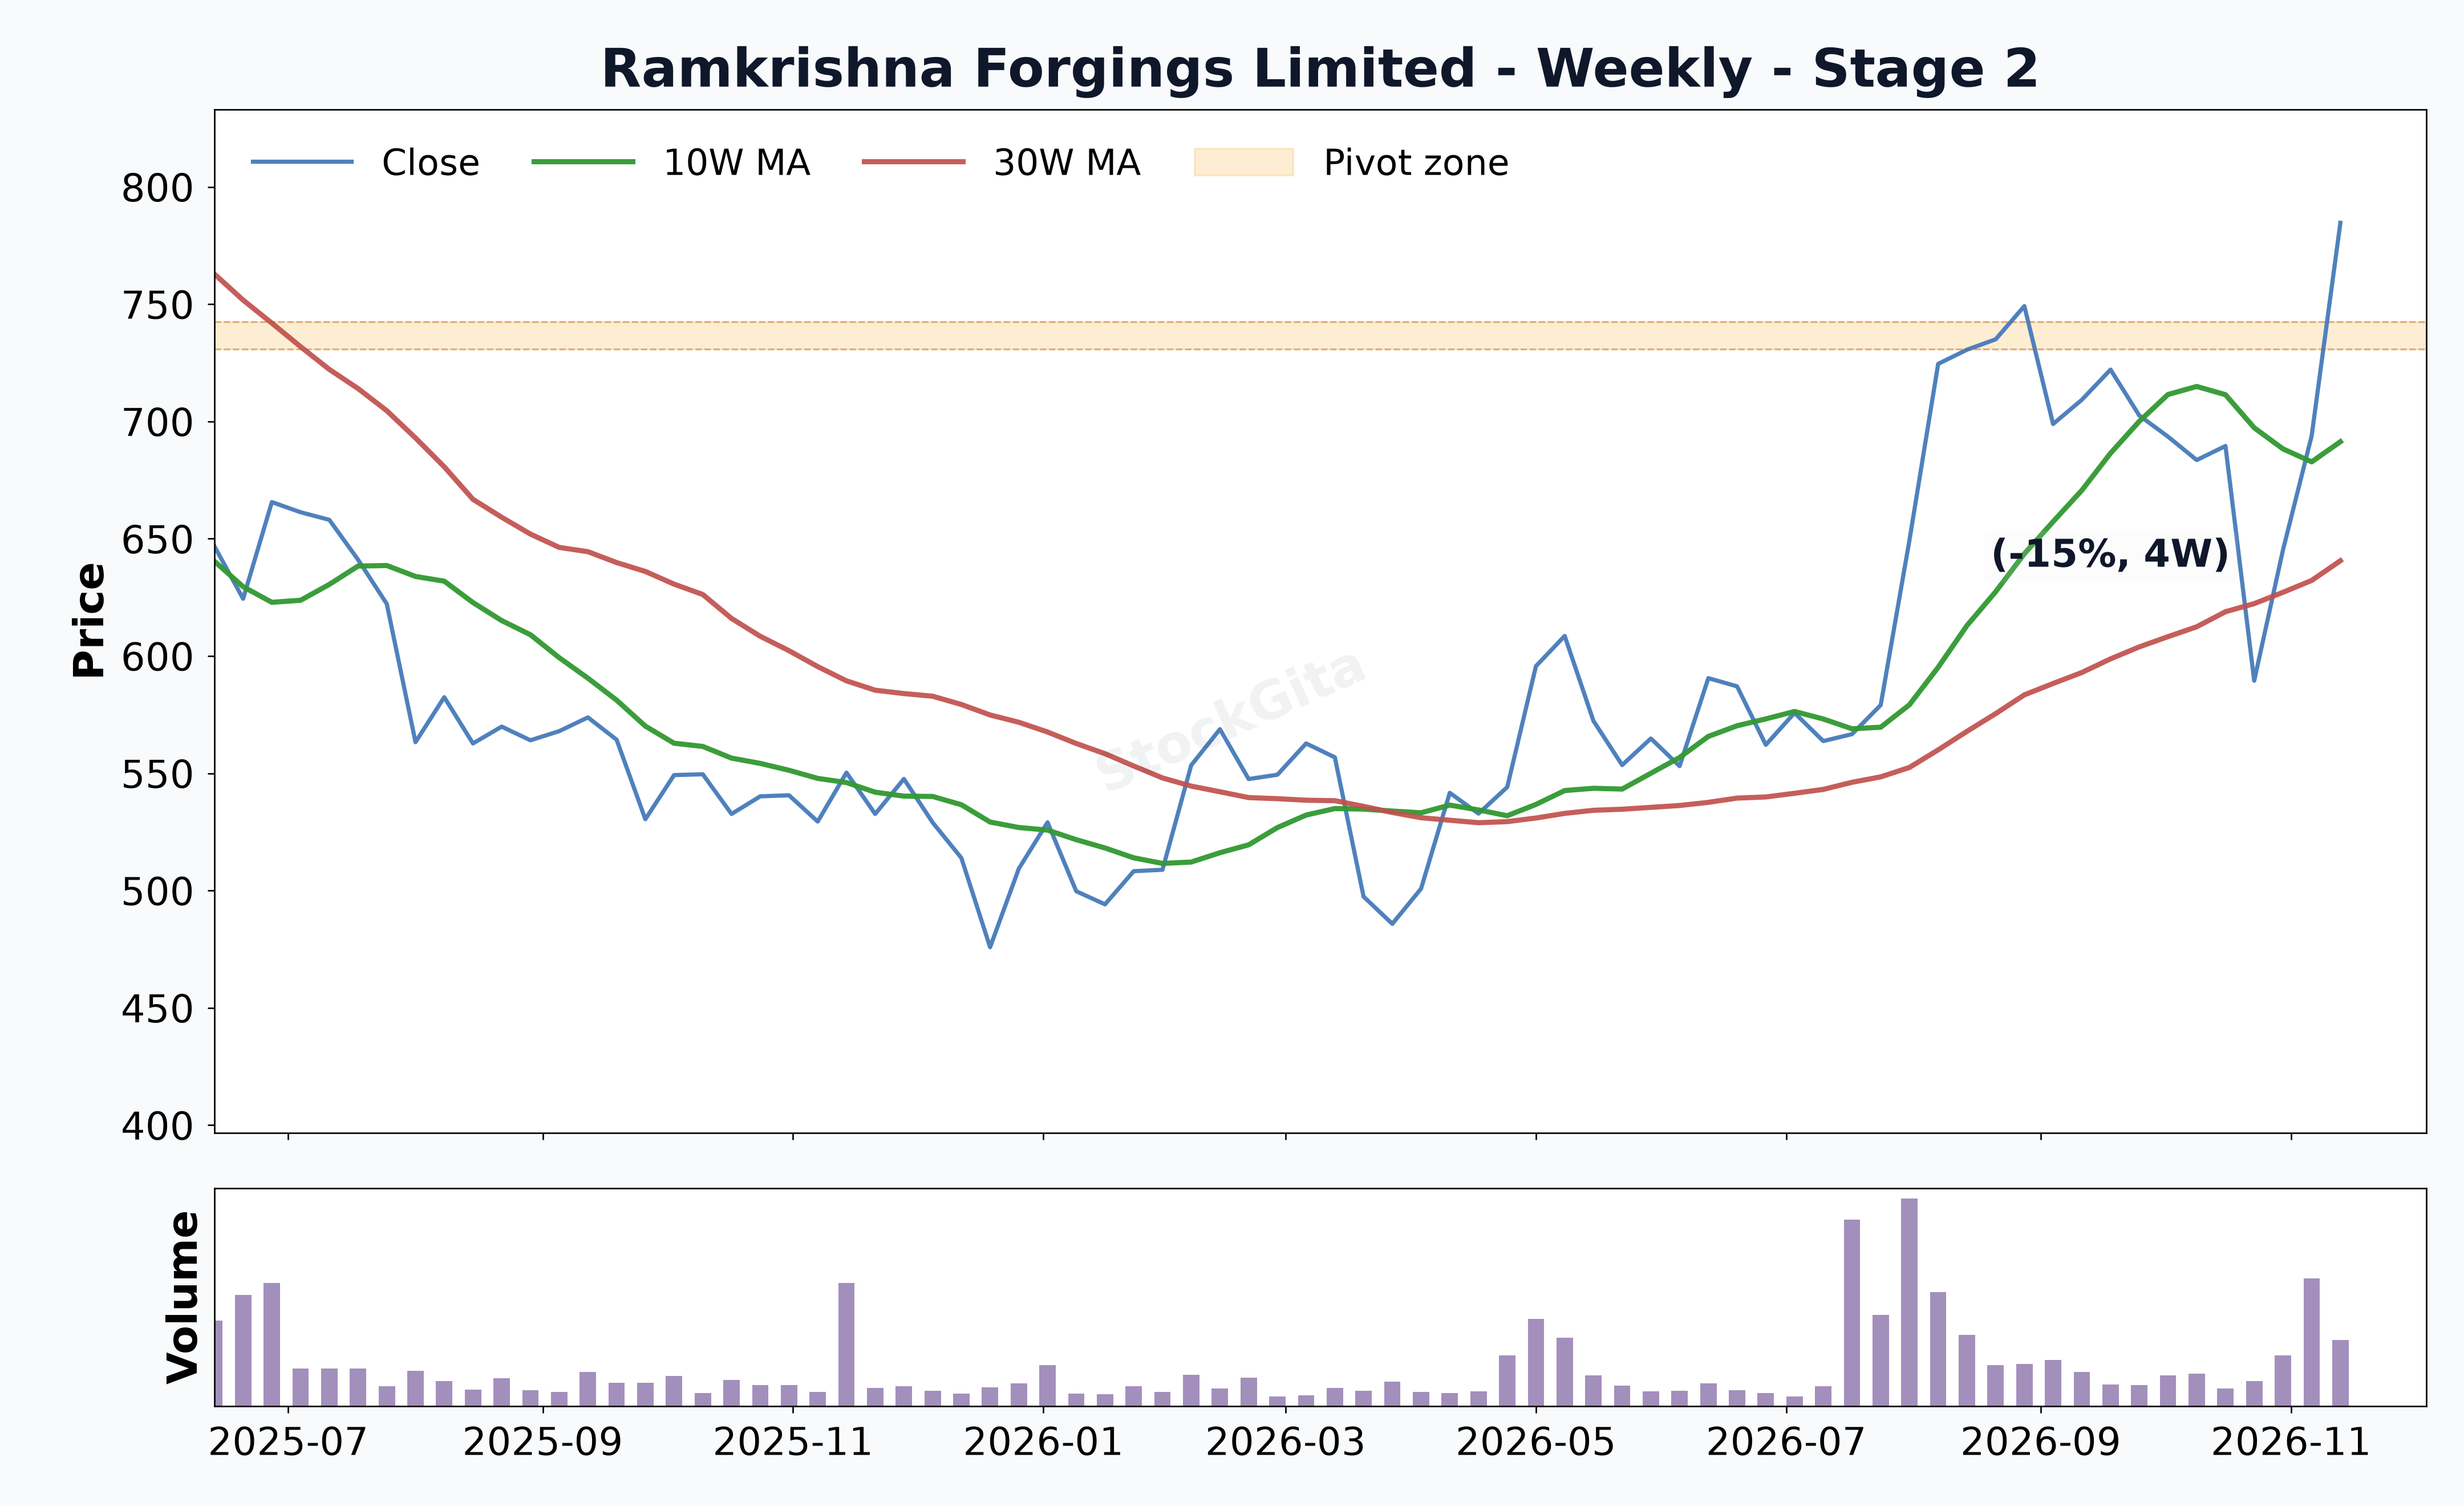 Ramkrishna Forgings Limited - Weekly - Stage 2
Close 10W MA 30W MA Pivot zone
800
750
700
650
600
550
500
450
400
Price
(-15%, 4W)
StockGita
Volume
2025-07 2025-09 2025-11 2026-01 2026-03 2026-05 2026-07 2026-09 2026-11